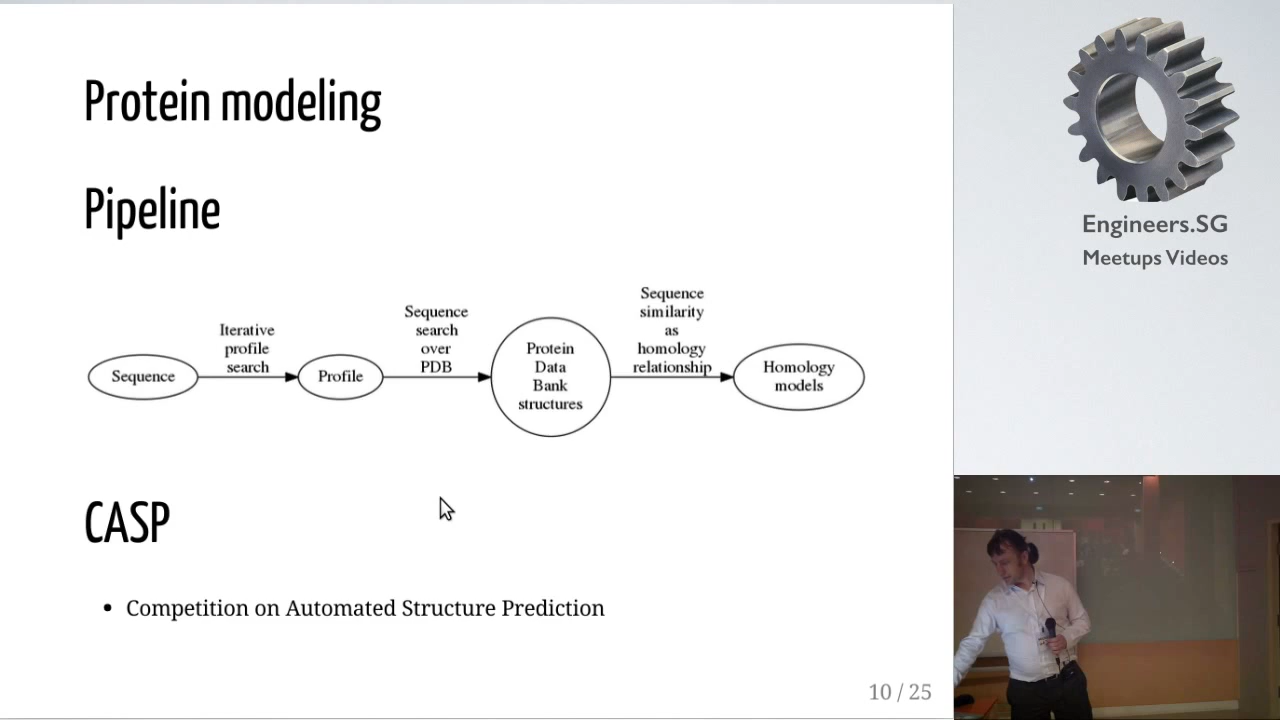 Protein modeling
Pipeline
Sequence
Iterative
profile
search
Profile
Sequence
search
over
PDB
Protein
Data
Bank
structures
Sequence
similarity
as
homology
relationship
Homology
models
CASP
• Competition on Automated Structure Prediction
10 / 25
Engineers.SG
Meetups Videos